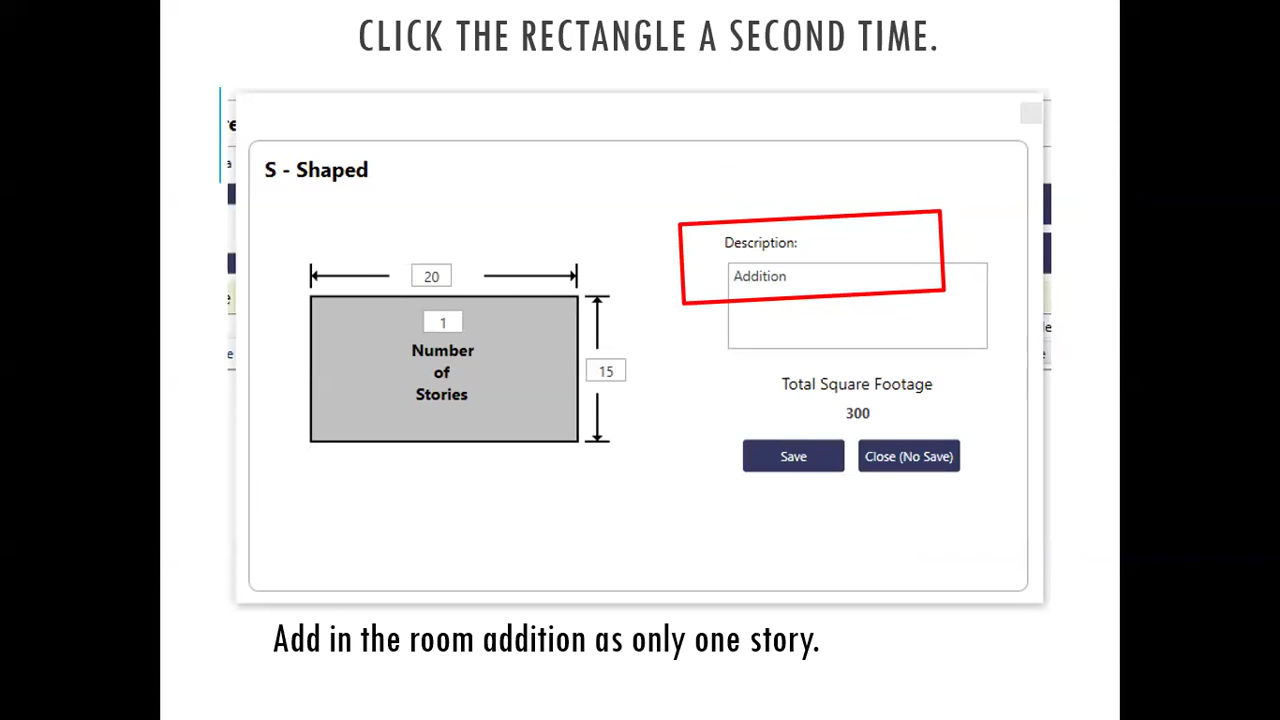 CLICK THE RECTANGLE A SECOND TIME.
S - Shaped
Description:
Addition
20
1
Number
of
Stories
15
Total Square Footage
300
Save
Close (No Save)
Add in the room addition as only one story.